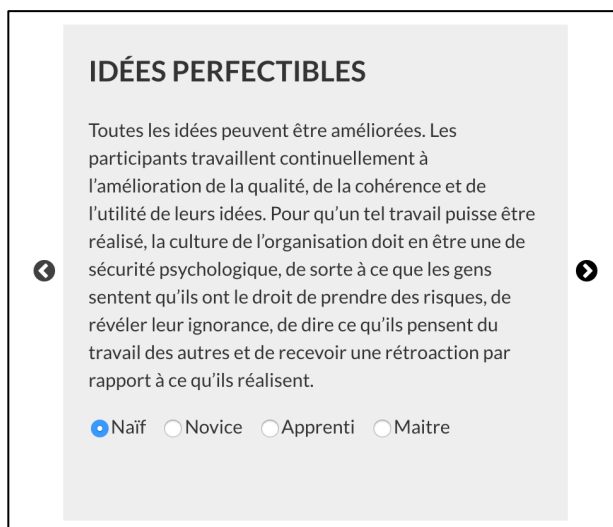 IDÉES PERFECTIBLES
Toutes les idées peuvent être améliorées. Les
participants travaillent continuellement à
l’amélioration de la qualité, de la cohérence et de
l’utilité de leurs idées. Pour qu’un tel travail puisse être
réalisé, la culture de l’organisation doit en être une de
sécurité psychologique, de sorte à ce que les gens
sentent qu’ils ont le droit de prendre des risques, de
révéler leur ignorance, de dire ce qu’ils pensent du
travail des autres et de recevoir une rétroaction par
rapport à ce qu’ils réalisent.
Naïf Novice Apprenti Maitre